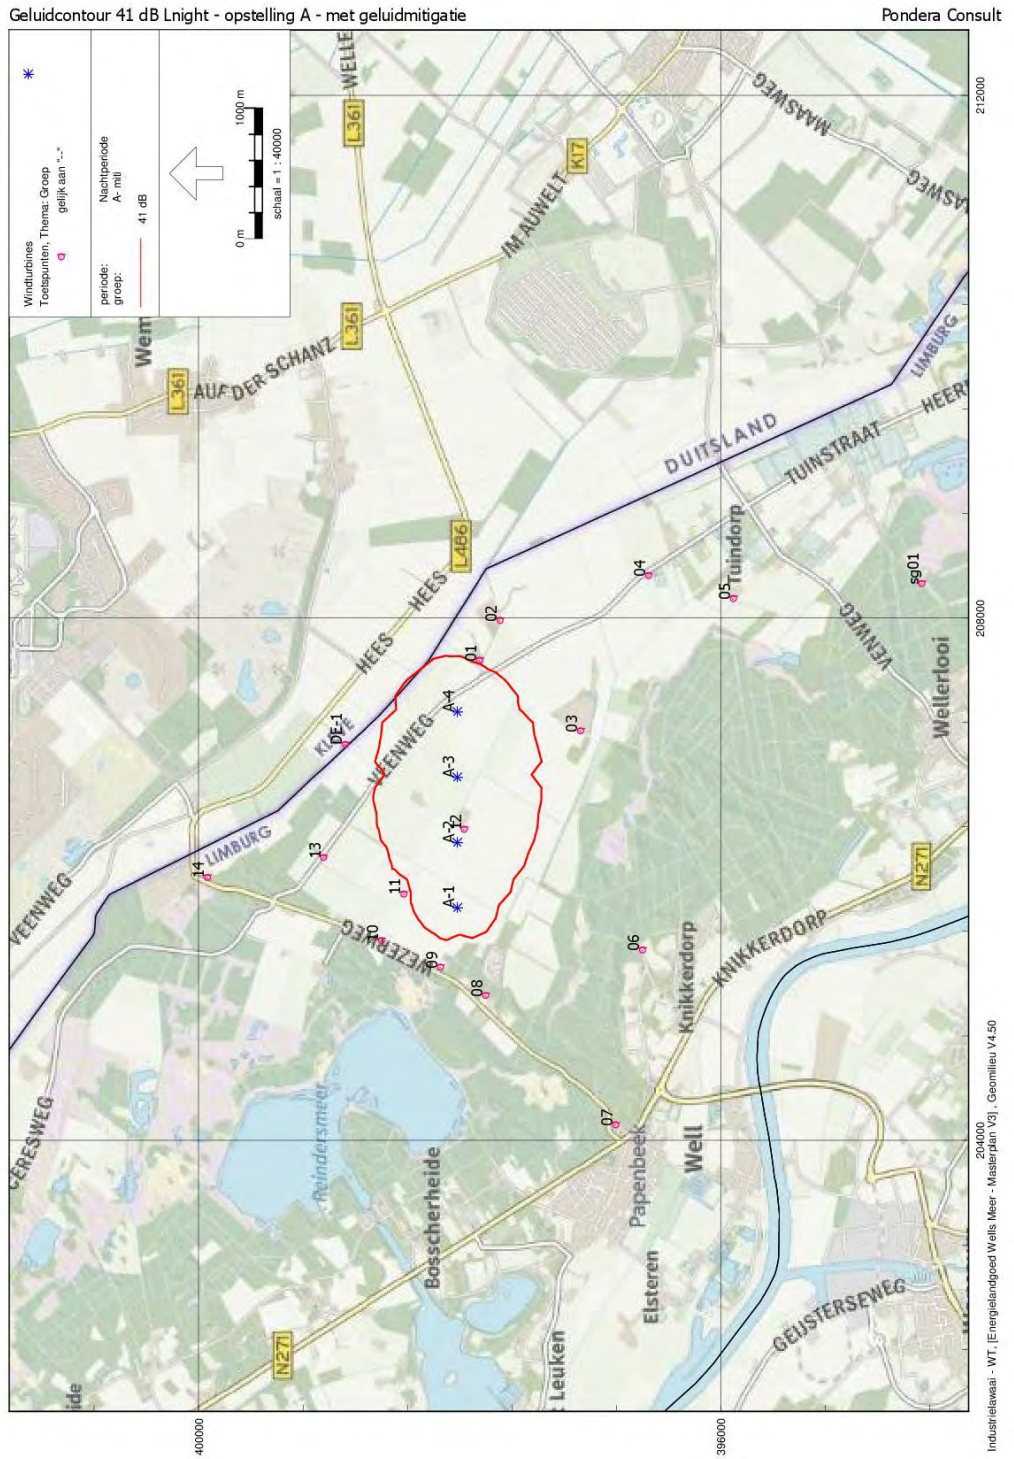 Geluidcontour 41 dB Lnight - opstelling A - met geluidmitigatie
Pondera Consult
Windturbines
Toetspunten, Thema: Groep
gelijk aan "--"
periode: Nachtperiode
groep: A- miti
41 dB
0 m 1000 m
schaal = 1 : 40000
WELLE
L361
K17
MAASWEG
MAASWEG
IM AUWELT
Wem
L361
L361
AUF DER SCHANZ
DUITSLAND
LIMBURG
TUINSTRAAT
HEER
L486
HEES
HEES
Tuindorp
04
05
sg01
02
01
03
VENWEG
Wellerlooi
KLEVE
DE-1
VEENWEG
A-4
A-3
A-2
12
A-1
LIMBURG
14
13
11
10
09
08
WEZERWEG
VEENWEG
N271
06
Knikkerdorp
KNIKKERDORP
CERESWEG
Reindersmeer
07
Papenbeek
Well
Bosscherheide
Elsteren
GEIJSTERSEWEG
N271
Leuken
ide
212000
208000
204000
400000
396000
Industrielawaai - WT, [Energielandgoed Wells Meer - Masterplan V3] , Geomilieu V4.50